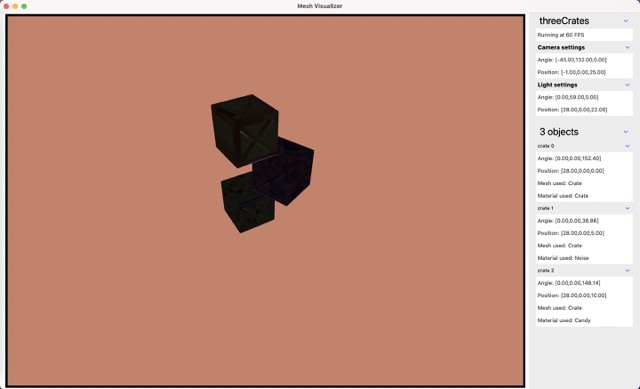 Mesh Visualizer
threeCrates
Running at 60 FPS
Camera settings
Angle: [-45.00,132.00,0.00]
Position: [-1.00,0.00,25.00]
Light settings
Angle: [0.00,59.00,0.00]
Position: [28.00,0.00,22.00]
3 objects
crate 0
Angle: [0.00,0.00,152.40]
Position: [28.00,0.00,0.00]
Mesh used: Crate
Material used: Crate
crate 1
Angle: [0.00,0.00,38.86]
Position: [28.00,0.00,5.00]
Mesh used: Crate
Material used: Noise
crate 2
Angle: [0.00,0.00,148.14]
Position: [28.00,0.00,10.00]
Mesh used: Crate
Material used: Candy